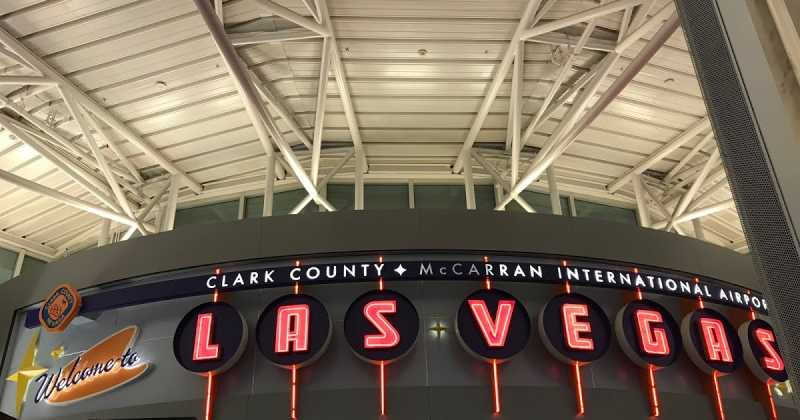 CLARK COUNTY ✦ McCARRAN INTERNATIONAL AIRPORT
Welcome-to
LAS VEGAS